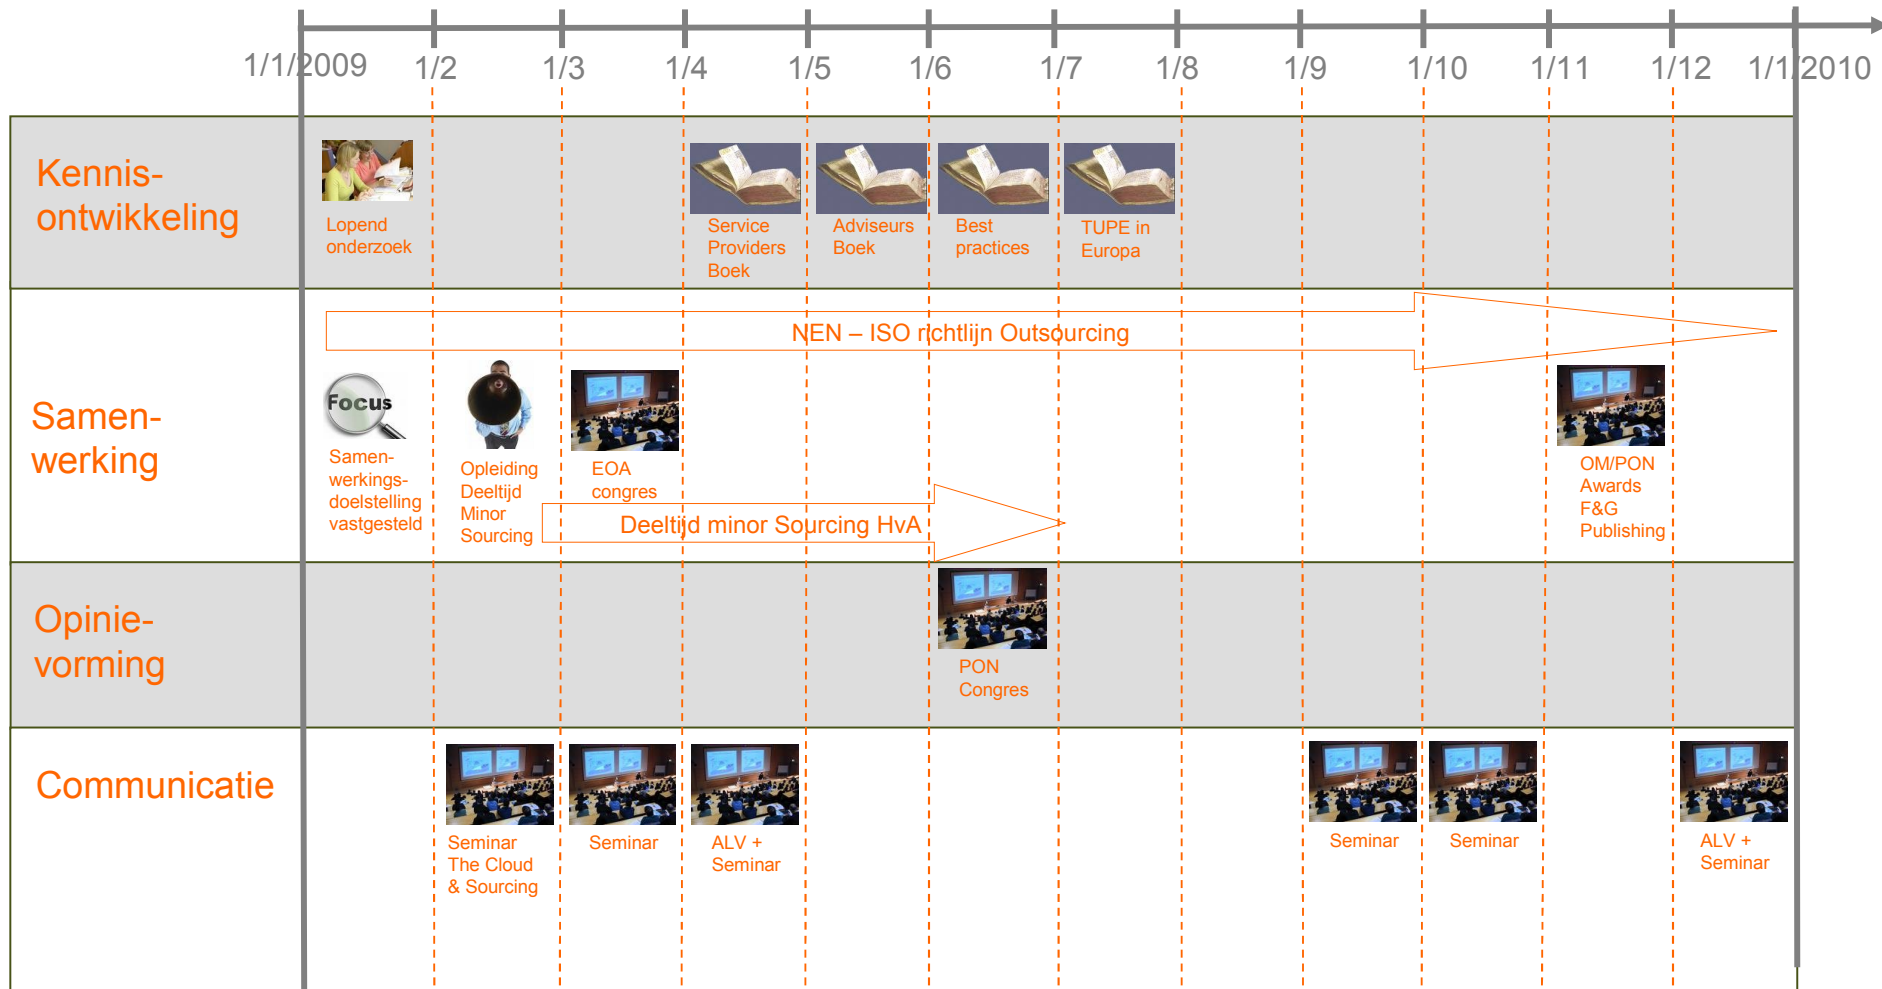 1/1/2009 1/2 1/3 1/4 1/5 1/6 1/7 1/8 1/9 1/10 1/11 1/12 1/1/2010
Kennis-
ontwikkeling
Lopend
onderzoek
Service
Providers
Boek
Adviseurs
Boek
Best
practices
TUPE in
Europa
Samen-
werking
NEN – ISO richtlijn Outsourcing
Focus
Samen-
werkings-
doelstelling
vastgesteld
Opleiding
Deeltijd
Minor
Sourcing
EOA
congres
Deeltijd minor Sourcing HvA
OM/PON
Awards
F&G
Publishing
Opinie-
vorming
PON
Congres
Communicatie
Seminar
The Cloud
& Sourcing
Seminar
ALV +
Seminar
Seminar
Seminar
ALV +
Seminar